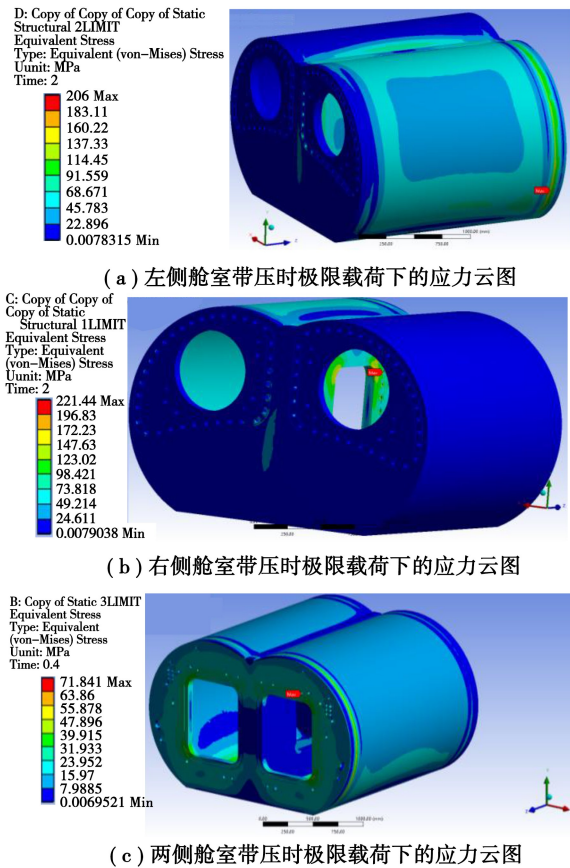 D: Copy of Copy of Copy of Static
Structural 2LIMIT
Equivalent Stress
Type: Equivalent (von-Mises) Stress
Uunit: MPa
Time: 2
206 Max
183.11
160.22
137.33
114.45
91.559
68.671
45.783
22.896
0.0078315 Min
(a)左侧舱室带压时极限载荷下的应力云图
C: Copy of Copy of
Copy of Static
Structural 1LIMIT
Equivalent Stress
Type: Equivalent
(von-Mises) Stress
Uunit: MPa
Time: 2
221.44 Max
196.83
172.23
147.63
123.02
98.421
73.818
49.214
24.611
0.0079038 Min
(b)右侧舱室带压时极限载荷下的应力云图
B: Copy of Static 3LIMIT
Equivalent Stress
Type: Equivalent
(von-Mises) Stress
Uunit: MPa
Time: 0.4
71.841 Max
63.86
55.878
47.896
39.915
31.933
23.952
15.97
7.9885
0.0069521 Min
(c)两侧舱室带压时极限载荷下的应力云图